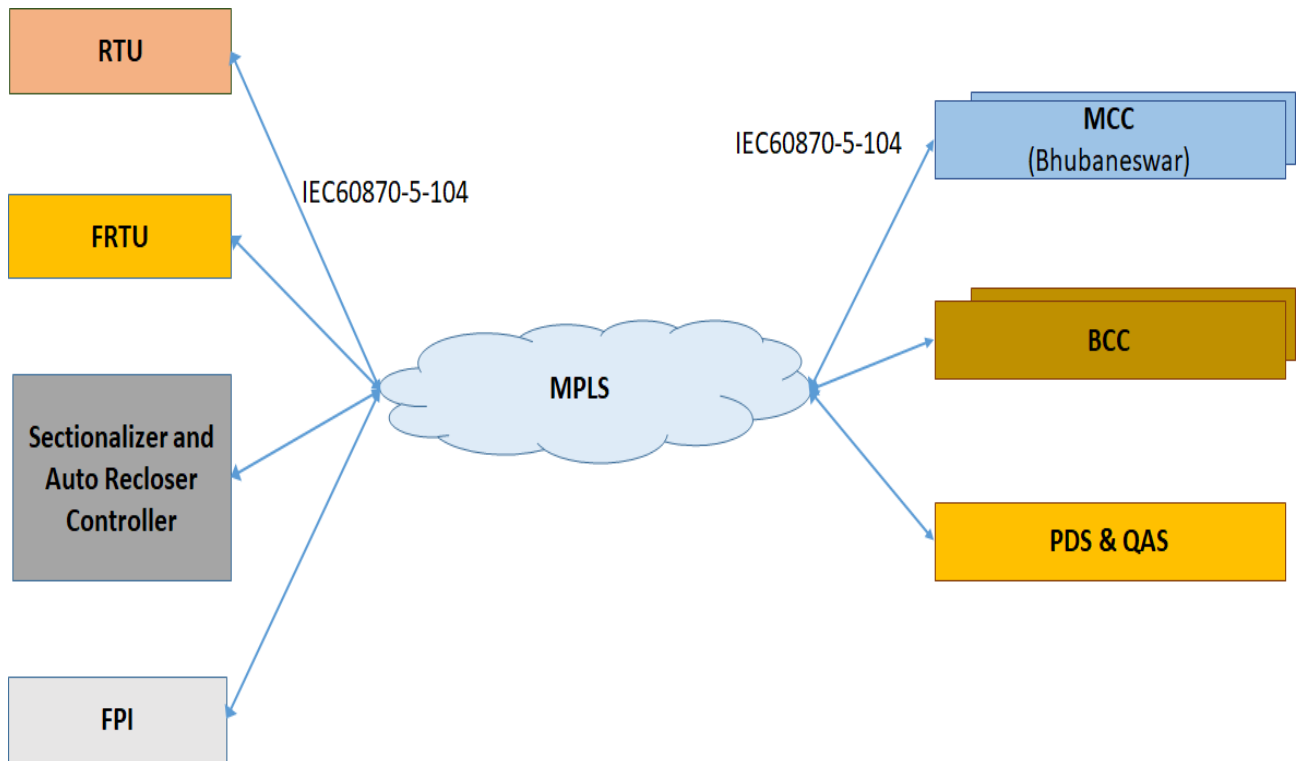 RTU
IEC60870-5-104
FRTU
Sectionalizer and
Auto Recloser
Controller
FPI
MPLS
IEC60870-5-104
MCC
(Bhubaneswar)
BCC
PDS & QAS